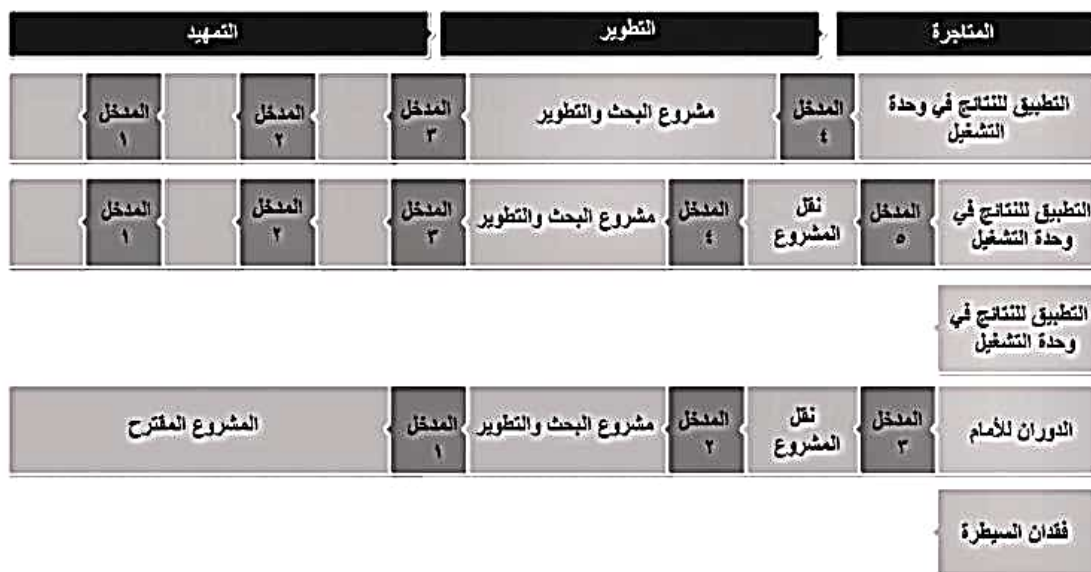 المتاجرة
التطوير
التمهيد
التطبيق للنتائج في وحدة
التشغيل
المدخل
٤
مشروع البحث والتطوير
المدخل
٣
المدخل
٢
المدخل
١
التطبيق للنتائج في
وحدة التشغيل
المدخل
٥
نقل
المشروع
المدخل
٤
مشروع البحث والتطوير
المدخل
٣
المدخل
٢
المدخل
١
التطبيق للنتائج في
وحدة التشغيل
الدوران للأمام
المدخل
٣
نقل
المشروع
المدخل
٢
مشروع البحث والتطوير
المدخل
١
المشروع المقترح
فقدان السيطرة